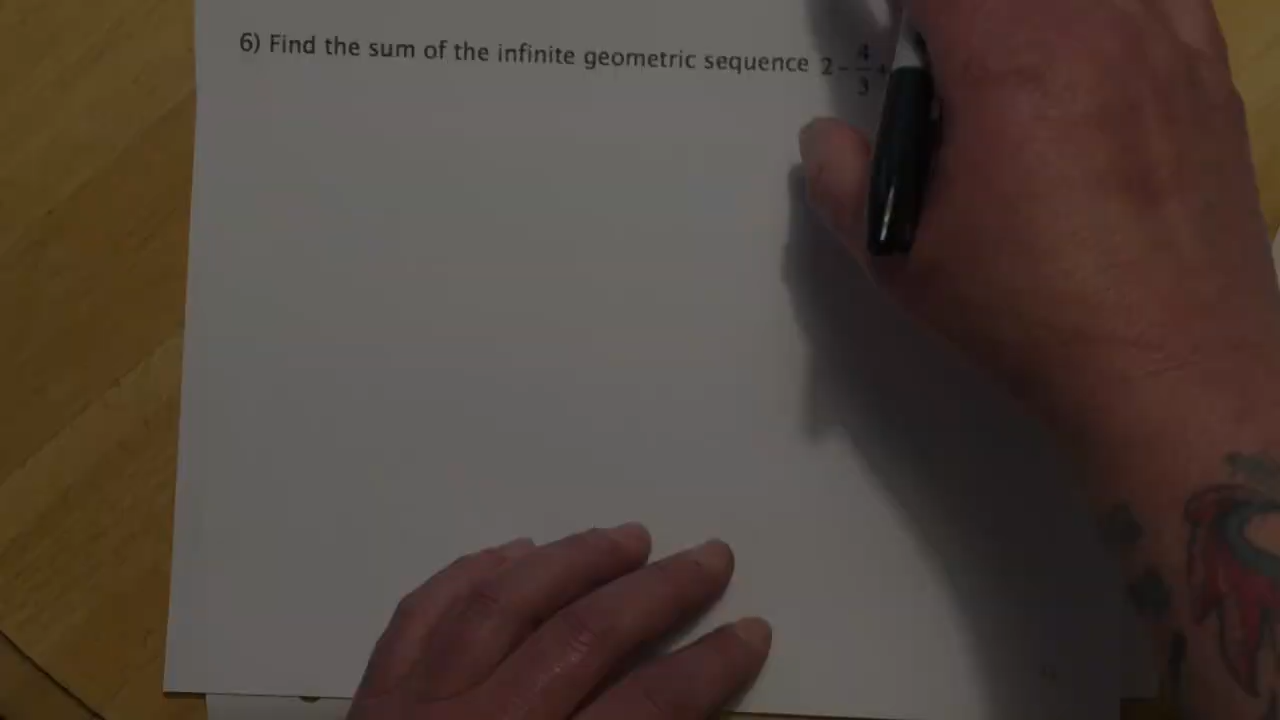 6) Find the sum of the infinite geometric sequence 2 - 4/3 +